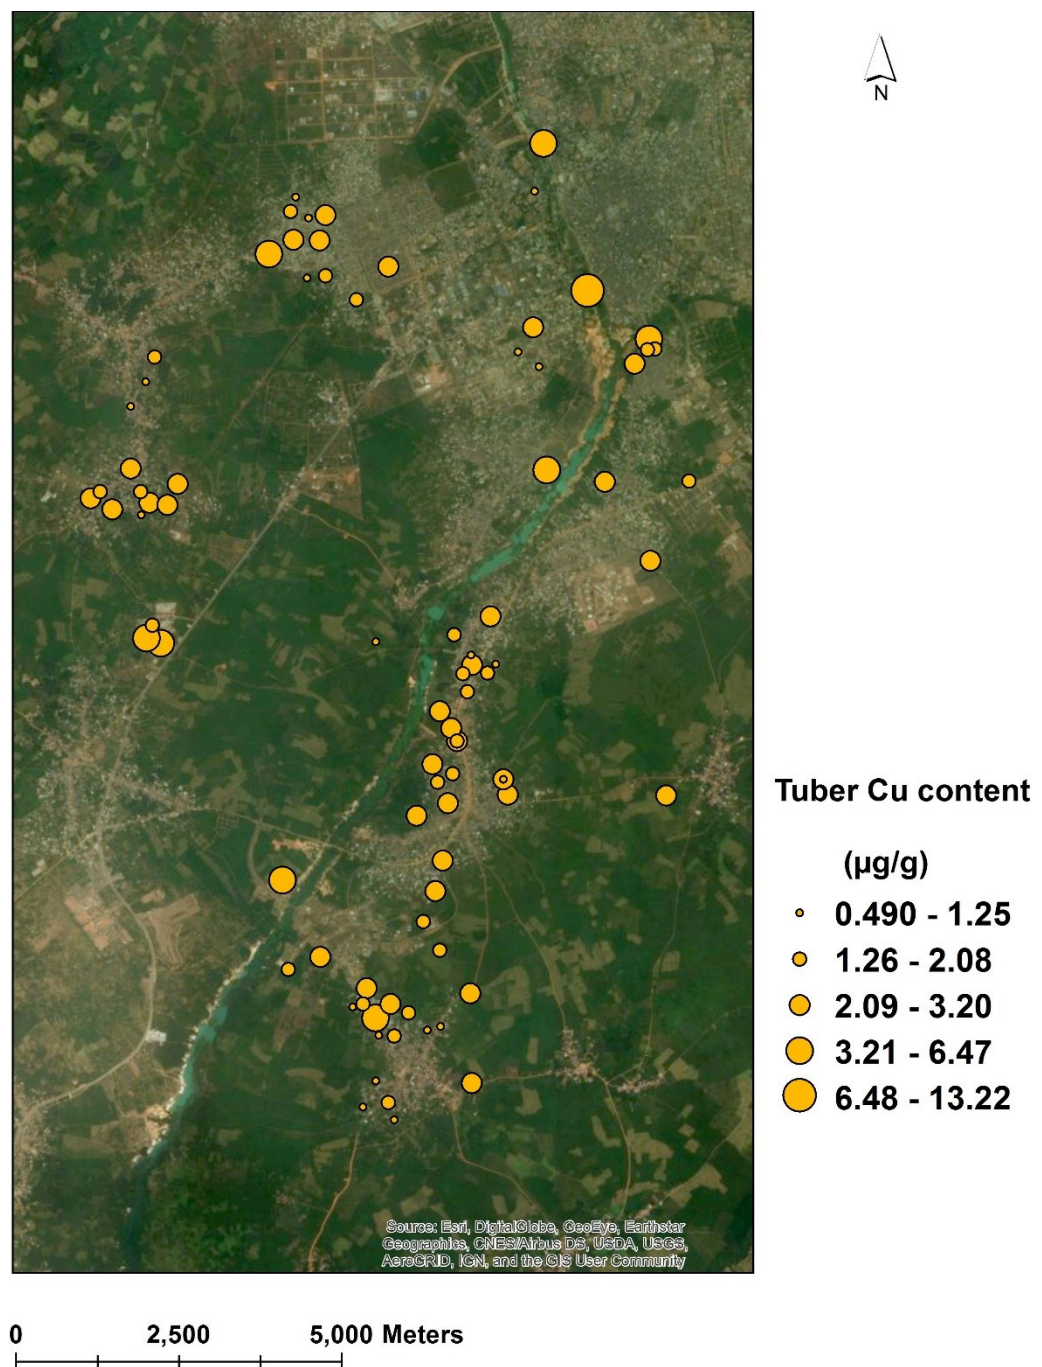 N
Tuber Cu content
(µg/g)
0.490 - 1.25
1.26 - 2.08
2.09 - 3.20
3.21 - 6.47
6.48 - 13.22
Source: Esri, DigitalGlobe, GeoEye, Earthstar
Geographics, CNES/Airbus DS, USDA, USGS,
AeroGRID, IGN, and the GIS User Community
0 2,500 5,000 Meters